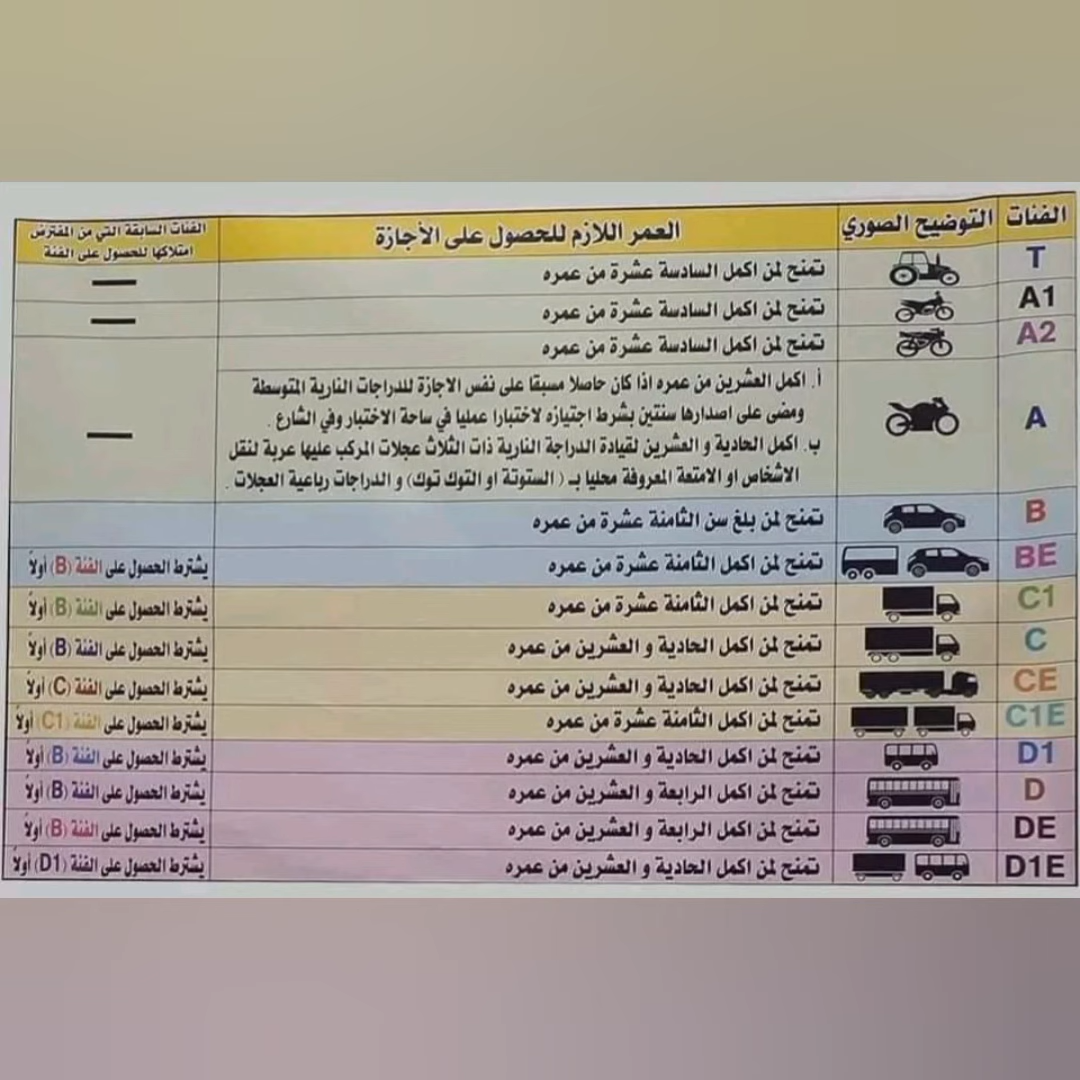 الفئات التوضيح الصوري العمر اللازم للحصول على الأجازة الفئات السابقة التي من المفترض
امتلاكها للحصول على الفئة
T تمنح لمن اكمل السادسة عشرة من عمره —
A1 تمنح لمن اكمل السادسة عشرة من عمره —
A2 تمنح لمن اكمل السادسة عشرة من عمره
A أ. اكمل العشرين من عمره اذا كان حاصلا مسبقا على نفس الاجازة للدراجات النارية المتوسطة
ومضى على اصدارها سنتين بشرط اجتيازه لاختبارا عمليا في ساحة الاختبار وفي الشارع . —
ب. اكمل الحادية و العشرين لقيادة الدراجة النارية ذات الثلاث عجلات المركب عليها عربة لنقل
الاشخاص او الامتعة المعروفة محليا بـ ( الستوتة او التوك توك) و الدراجات رباعية العجلات .
B تمنح لمن بلغ سن الثامنة عشرة من عمره
BE تمنح لمن اكمل الثامنة عشرة من عمره يشترط الحصول على الفئة (B) أولاً
C1 تمنح لمن اكمل الثامنة عشرة من عمره يشترط الحصول على الفئة (B) أولاً
C تمنح لمن اكمل الحادية و العشرين من عمره يشترط الحصول على الفئة (B) أولاً
CE تمنح لمن اكمل الحادية و العشرين من عمره يشترط الحصول على الفئة (C) أولاً
C1E تمنح لمن اكمل الثامنة عشرة من عمره يشترط الحصول على الفئة (C1) أولاً
D1 تمنح لمن اكمل الحادية و العشرين من عمره يشترط الحصول على الفئة (B) أولاً
D تمنح لمن اكمل الرابعة و العشرين من عمره يشترط الحصول على الفئة (B) أولاً
DE تمنح لمن اكمل الرابعة و العشرين من عمره يشترط الحصول على الفئة (B) أولاً
D1E تمنح لمن اكمل الحادية و العشرين من عمره يشترط الحصول على الفئة (D1) أولاً